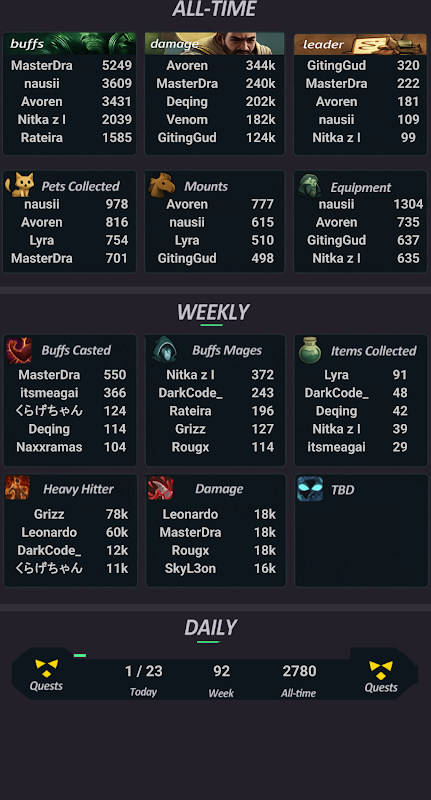 ALL-TIME
buffs
MasterDra 5249
nausii 3609
Avoren 3431
Nitka z l 2039
Rateira 1585
damage
Avoren 344k
MasterDra 240k
Deqing 202k
Venom 182k
GitingGud 124k
leader
GitingGud 320
MasterDra 222
Avoren 181
nausii 109
Nitka z l 99
Pets Collected
nausii 978
Avoren 816
Lyra 754
MasterDra 701
Mounts
Avoren 777
nausii 615
Lyra 510
GitingGud 498
Equipment
nausii 1304
Avoren 735
GitingGud 637
Nitka z l 635
WEEKLY
Buffs Casted
MasterDra 550
itsmeagai 366
くらげちゃん 124
Deqing 114
Naxxramas 104
Buffs Mages
Nitka z l 372
DarkCode_ 243
Rateira 196
Grizz 127
Rougx 114
Items Collected
Lyra 91
DarkCode_ 48
Deqing 42
Nitka z l 39
itsmeagai 29
Heavy Hitter
Grizz 78k
Leonardo 60k
DarkCode_ 12k
くらげちゃん 11k
Damage
Leonardo 18k
MasterDra 18k
Rougx 18k
SkyL3on 16k
TBD
DAILY
Quests
1 / 23
Today
92
Week
2780
All-time
Quests